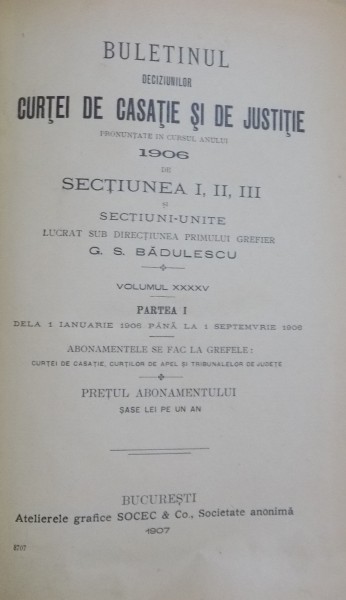 BULETINUL
DECIZIUNILOR
CURȚEI DE CASAȚIE ȘI DE JUSTIȚIE
PRONUNȚATE IN CURSUL ANULUI
1906
DE
SECȚIUNEA I, II, III
ȘI
SECȚIUNI-UNITE
LUCRAT SUB DIRECȚIUNEA PRIMULUI GREFIER
G. S. BĂDULESCU
VOLUMUL XXXXV
PARTEA I
DELA 1 IANUARIE 1906 PÂNĂ LA 1 SEPTEMVRIE 1906
ABONAMENTELE SE FAC LA GREFELE:
CURȚEI DE CASAȚIE, CURȚILOR DE APEL ȘI TRIBUNALELOR DE JUDEȚE
PREȚUL ABONAMENTULUI
ȘASE LEI PE UN AN
BUCUREȘTI
Atelierele grafice SOCEC & Co., Societate anonimă
1907